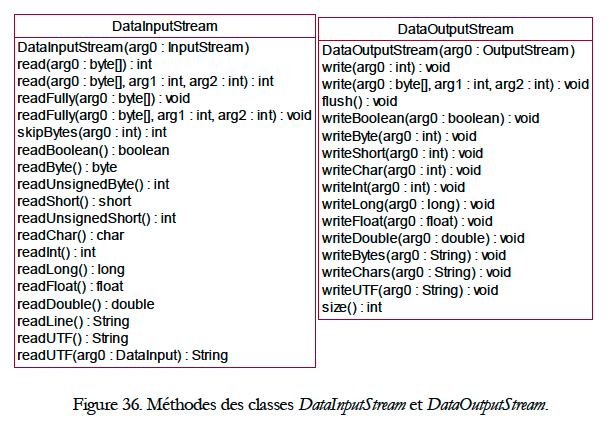 DataInputStream
DataInputStream(arg0 : InputStream)
read(arg0 : byte[]) : int
read(arg0 : byte[], arg1 : int, arg2 : int) : int
readFully(arg0 : byte[]) : void
readFully(arg0 : byte[], arg1 : int, arg2 : int) : void
skipBytes(arg0 : int) : int
readBoolean() : boolean
readByte() : byte
readUnsignedByte() : int
readShort() : short
readUnsignedShort() : int
readChar() : char
readInt() : int
readLong() : long
readFloat() : float
readDouble() : double
readLine() : String
readUTF() : String
readUTF(arg0 : DataInput) : String
DataOutputStream
DataOutputStream(arg0 : OutputStream)
write(arg0 : int) : void
write(arg0 : byte[], arg1 : int, arg2 : int) : void
flush() : void
writeBoolean(arg0 : boolean) : void
writeByte(arg0 : int) : void
writeShort(arg0 : int) : void
writeChar(arg0 : int) : void
writeInt(arg0 : int) : void
writeLong(arg0 : long) : void
writeFloat(arg0 : float) : void
writeDouble(arg0 : double) : void
writeBytes(arg0 : String) : void
writeChars(arg0 : String) : void
writeUTF(arg0 : String) : void
size() : int
Figure 36. Méthodes des classes DataInputStream et DataOutputStream.